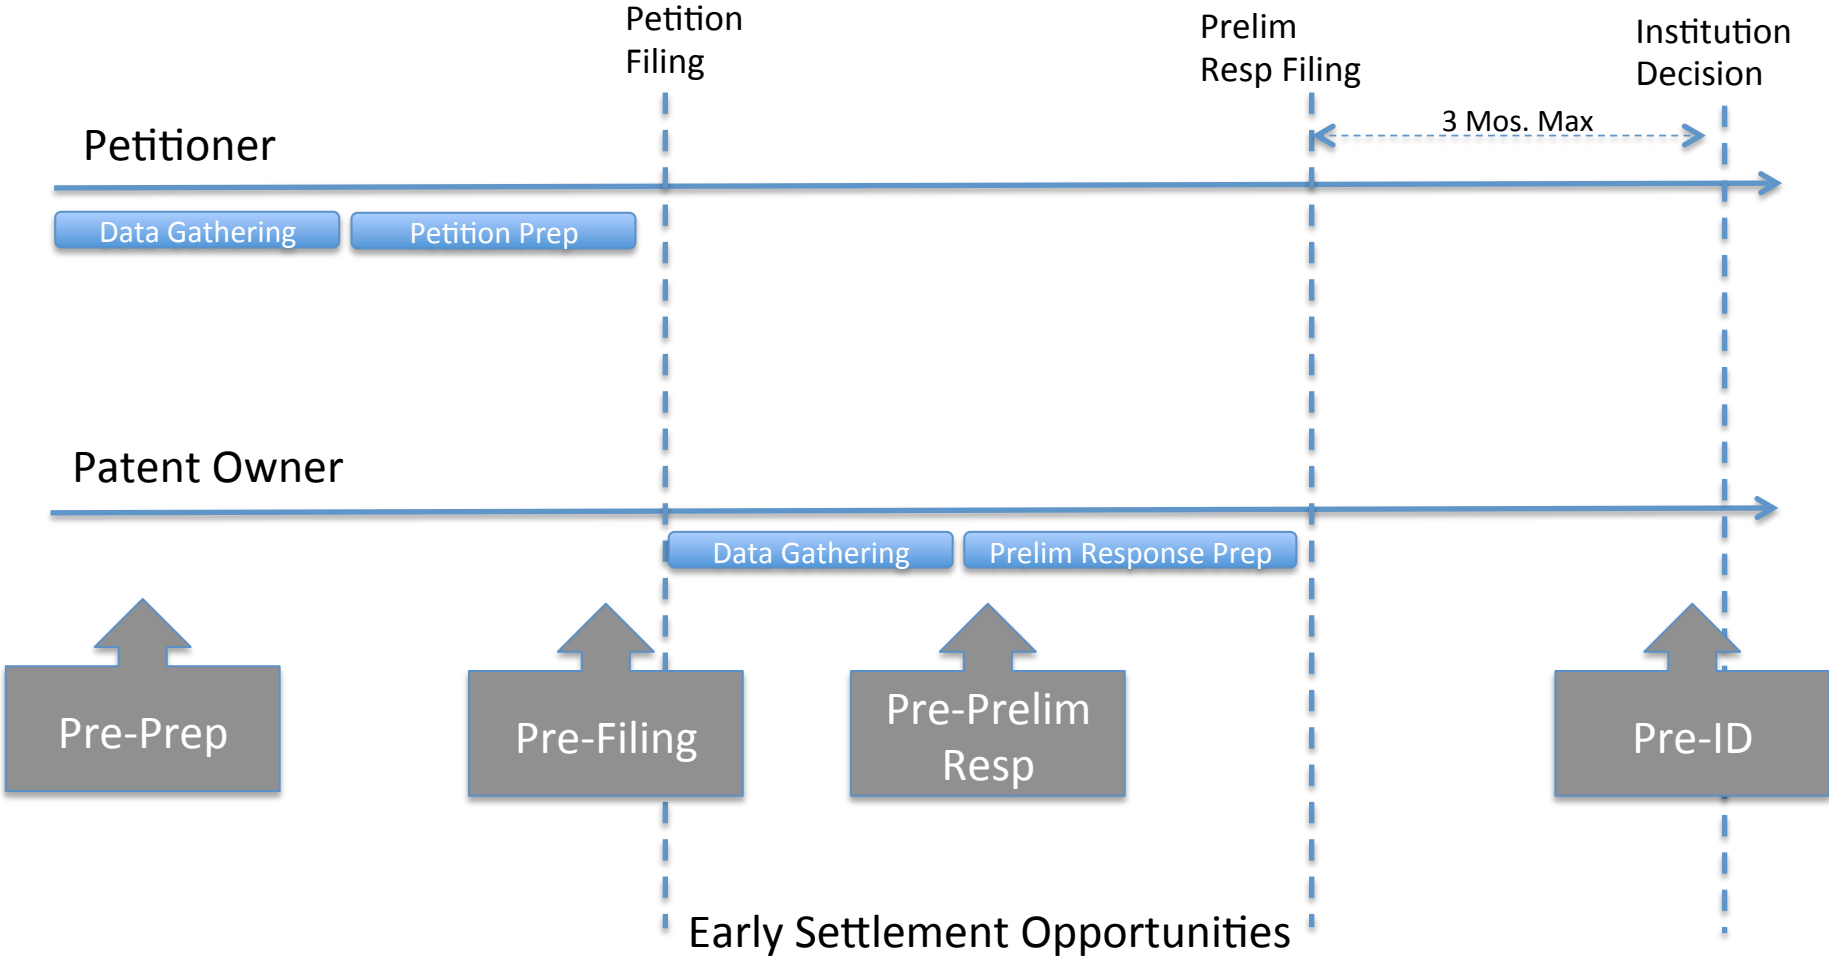 Petition
Filing
Prelim
Resp Filing
Institution
Decision
3 Mos. Max
Petitioner
Data Gathering
Petition Prep
Patent Owner
Data Gathering
Prelim Response Prep
Pre-Prep
Pre-Filing
Pre-Prelim
Resp
Pre-ID
Early Settlement Opportunities